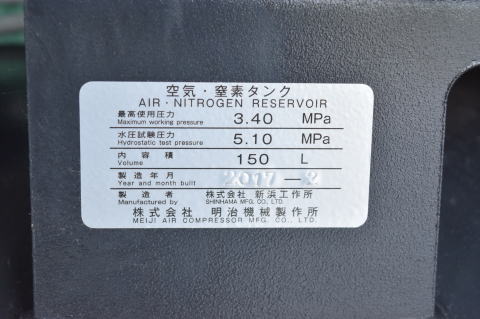 空気・窒素タンク
AIR・NITROGEN RESERVOIR
最高使用圧力 3.40 MPa
Maximum working pressure
水圧試験圧力 5.10 MPa
Hydrostatic test pressure
内容積 150 L
Volume
製造年月 2017-2
Year and month built
製造者 株式会社 新浜工作所
Manufactured by SHINHAMA MFG. CO., LTD.
株式会社 明治機械製作所
MEIJI AIR COMPRESSOR MFG. CO., LTD.